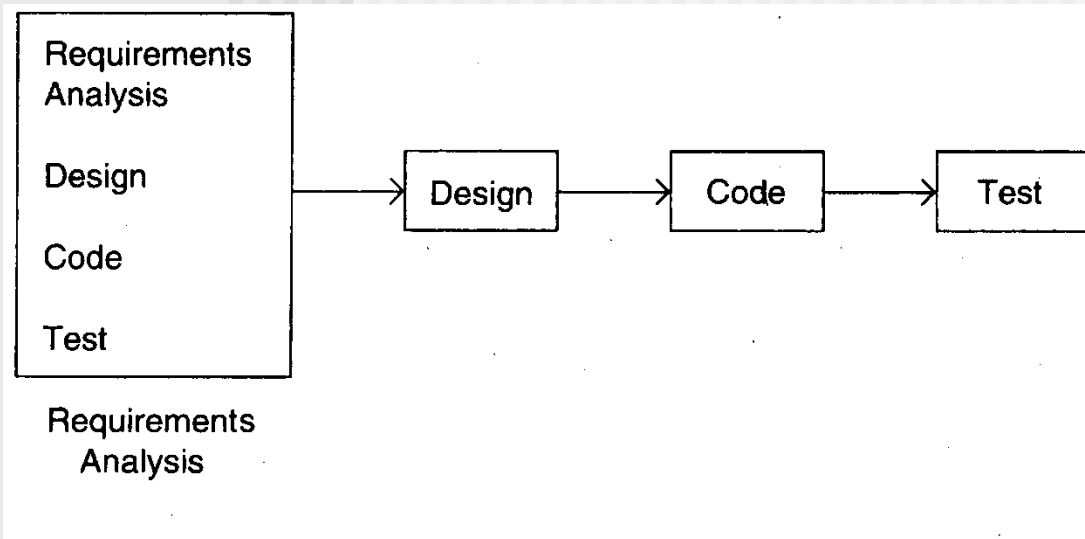 Requirements
Analysis
Design
Code
Test
Requirements
Analysis
Design
Code
Test